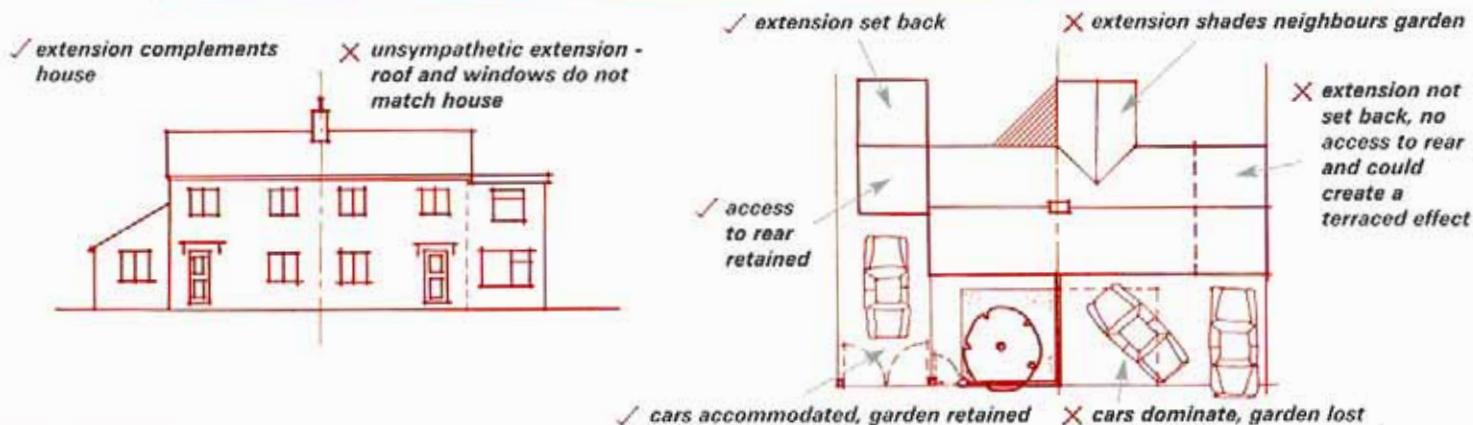 ✓ extension complements
house
✗ unsympathetic extension -
roof and windows do not
match house
✓ extension set back
✗ extension shades neighbours garden
✗ extension not
set back, no
access to rear
and could
create a
terraced effect
✓ access
to rear
retained
✓ cars accommodated, garden retained
✗ cars dominate, garden lost